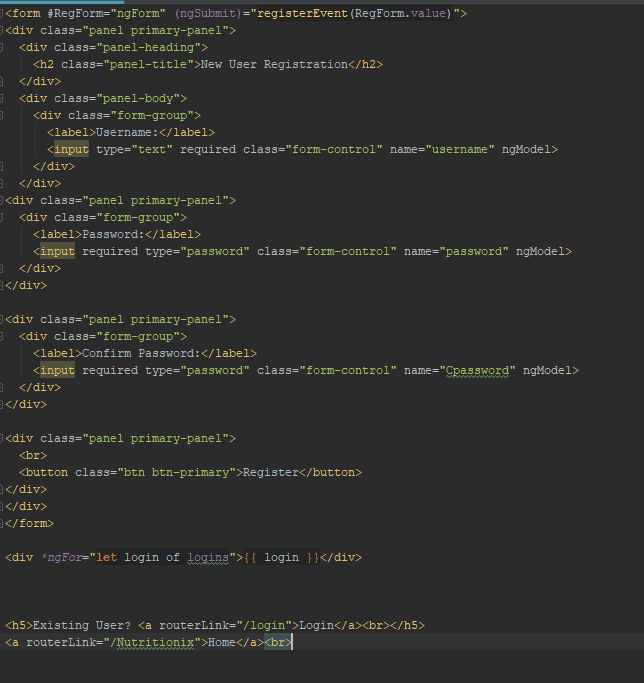 <form #RegForm="ngForm" (ngSubmit)="registerEvent(RegForm.value)">
<div class="panel primary-panel">
<div class="panel-heading">
<h2 class="panel-title">New User Registration</h2>
</div>
<div class="panel-body">
<div class="form-group">
<label>Username:</label>
<input type="text" required class="form-control" name="username" ngModel>
</div>
</div>
<div class="panel primary-panel">
<div class="form-group">
<label>Password:</label>
<input required type="password" class="form-control" name="password" ngModel>
</div>
</div>
<div class="panel primary-panel">
<div class="form-group">
<label>Confirm Password:</label>
<input required type="password" class="form-control" name="Cpassword" ngModel>
</div>
</div>
<div class="panel primary-panel">
<br>
<button class="btn btn-primary">Register</button>
</div>
</div>
</form>
<div *ngFor="let login of logins">{{ login }}</div>
<h5>Existing User? <a routerLink="/login">Login</a><br></h5>
<a routerLink="/Nutritionix">Home</a><br>